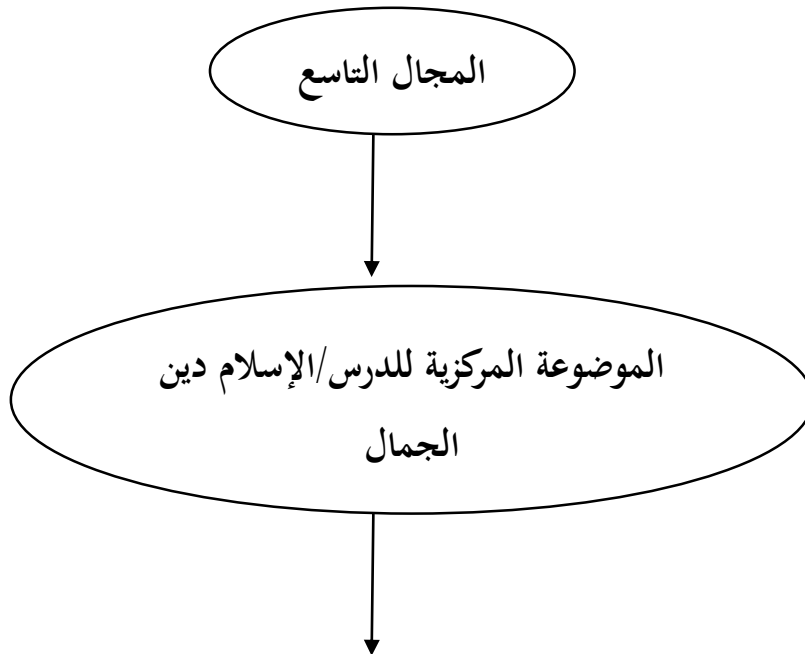 المجال التاسع
الموضوعة المركزية للدرس/الإسلام دين
الجمال